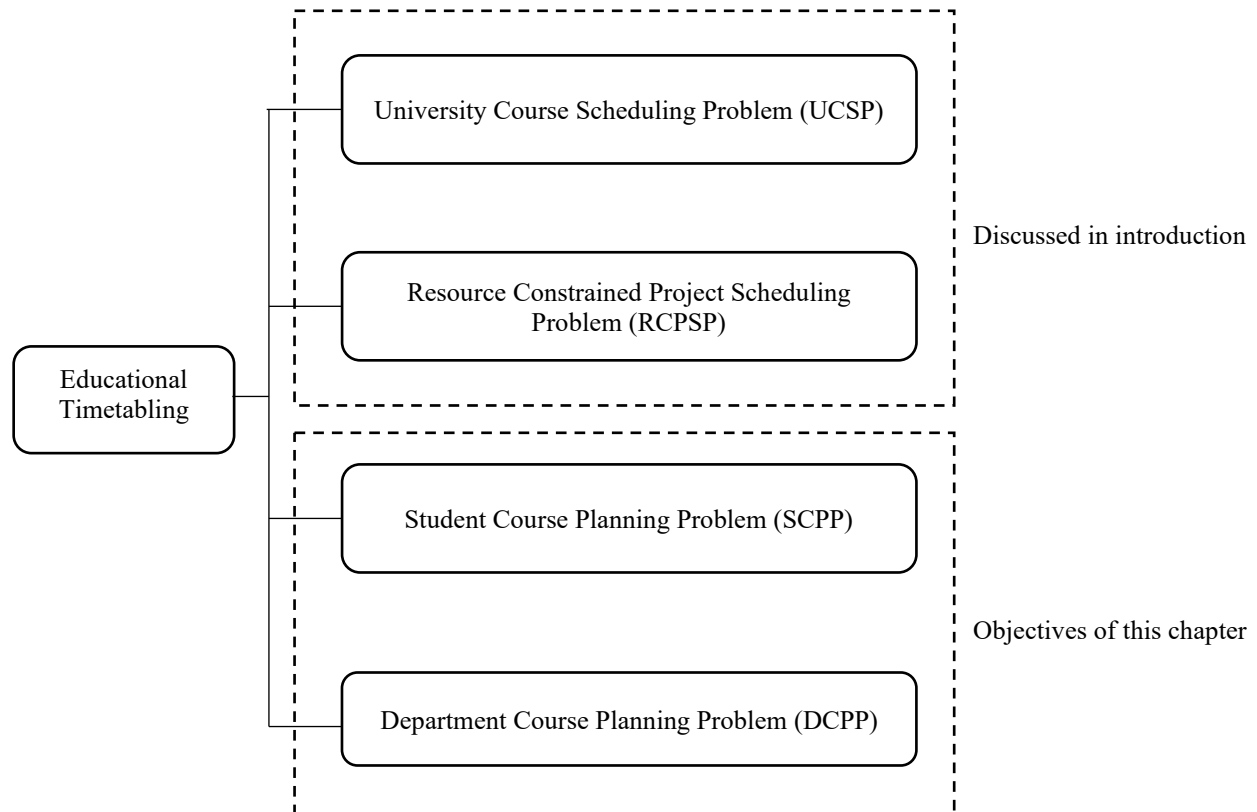 University Course Scheduling Problem (UCSP)
Discussed in introduction
Resource Constrained Project Scheduling
Problem (RCPSP)
Educational
Timetabling
Student Course Planning Problem (SCPP)
Objectives of this chapter
Department Course Planning Problem (DCPP)